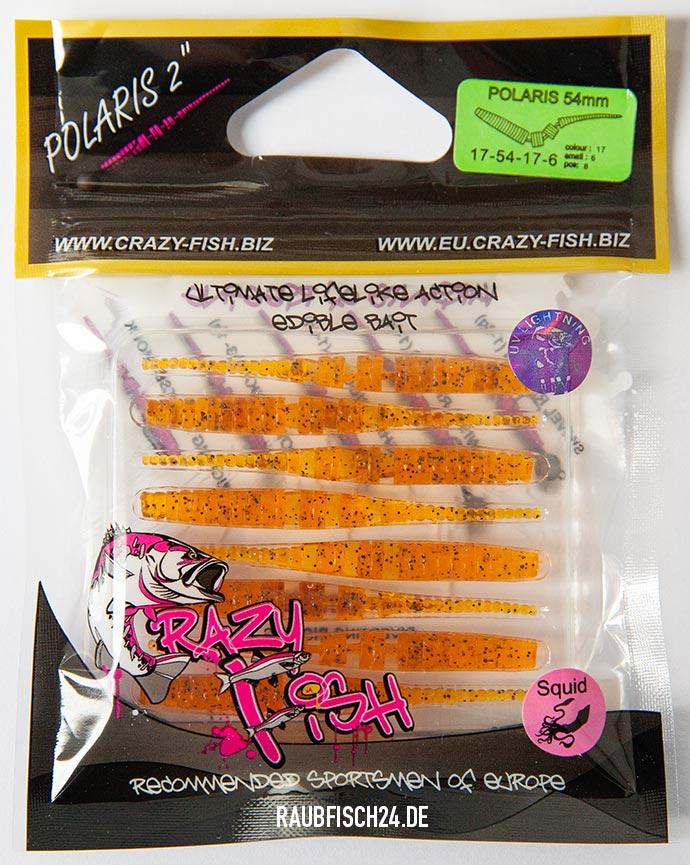 POLARIS 2"
POLARIS 54mm
17-54-17-6
colour : 17
smell : 6
pcs: 8
WWW.CRAZY-FISH.BIZ
WWW.EU.CRAZY-FISH.BIZ
ULTIMATE LIFELIKE ACTION
EDIBLE BAIT
UV LIGHTNING
CRAZY
FISH
Squid
RECOMMENDED SPORTSMEN OF EUROPE
RAUBFISCH24.DE